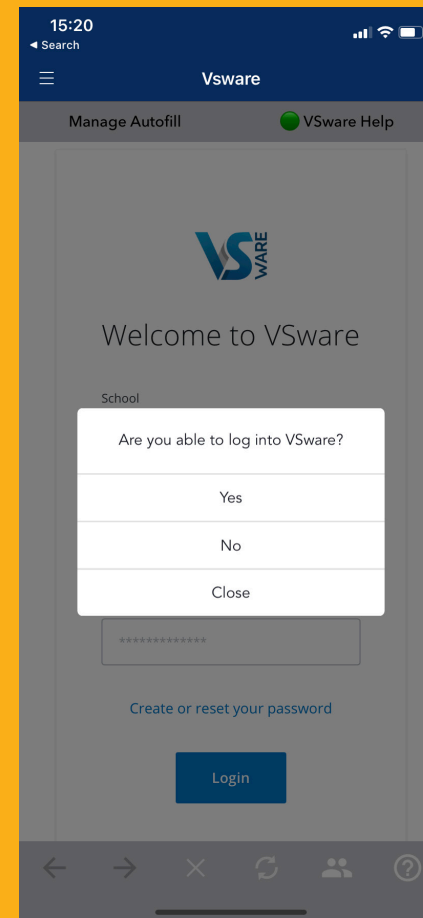 15:20
◄ Search
Vsware
Manage Autofill
VSware Help
VS WARE
Welcome to VSware
School
Are you able to log into VSware?
Yes
No
Close
*************
Create or reset your password
Login